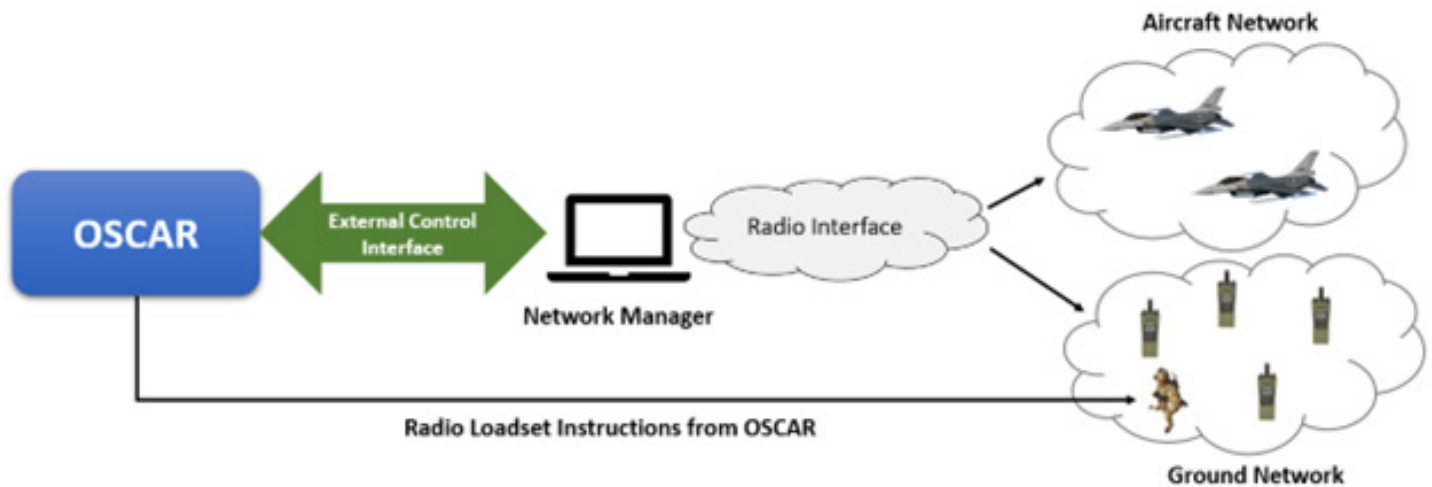 Aircraft Network
OSCAR
External Control
Interface
Radio Interface
Network Manager
Radio Loadset Instructions from OSCAR
Ground Network